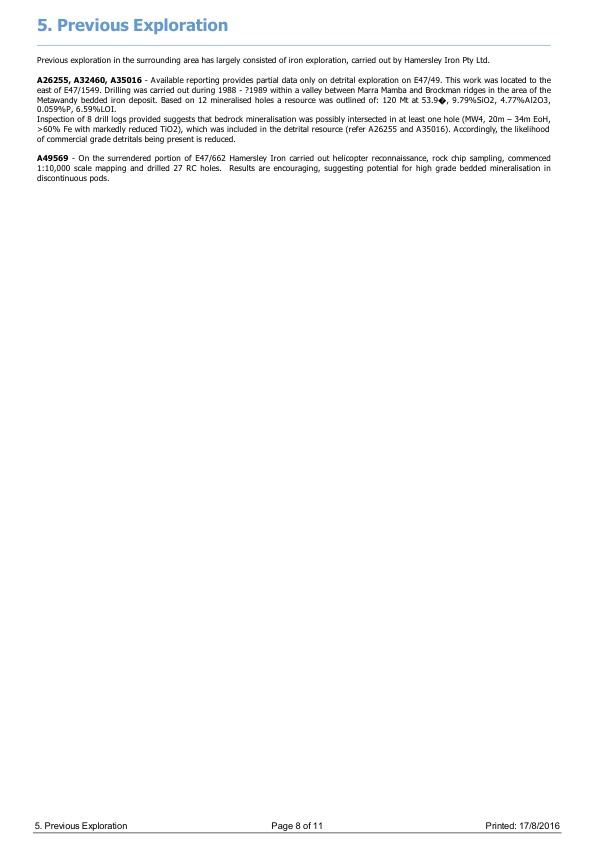 5. Previous Exploration
Previous exploration in the surrounding area has largely consisted of iron exploration, carried out by Hamersley Iron Pty Ltd.
A26255, A32460, A35016 - Available reporting provides partial data only on detrital exploration on E47/49. This work was located to the
east of E47/1549. Drilling was carried out during 1988 - ?1989 within a valley between Marra Mamba and Brockman ridges in the area of the
Metawandy bedded iron deposit. Based on 12 mineralised holes a resource was outlined of: 120 Mt at 53.9�, 9.79%SiO2, 4.77%Al2O3,
0.059%P, 6.59%LOI.
Inspection of 8 drill logs provided suggests that bedrock mineralisation was possibly intersected in at least one hole (MW4, 20m – 34m EoH,
>60% Fe with markedly reduced TiO2), which was included in the detrital resource (refer A26255 and A35016). Accordingly, the likelihood
of commercial grade detritals being present is reduced.
A49569 - On the surrendered portion of E47/662 Hamersley Iron carried out helicopter reconnaissance, rock chip sampling, commenced
1:10,000 scale mapping and drilled 27 RC holes. Results are encouraging, suggesting potential for high grade bedded mineralisation in
discontinuous pods.
5. Previous Exploration Page 8 of 11 Printed: 17/8/2016